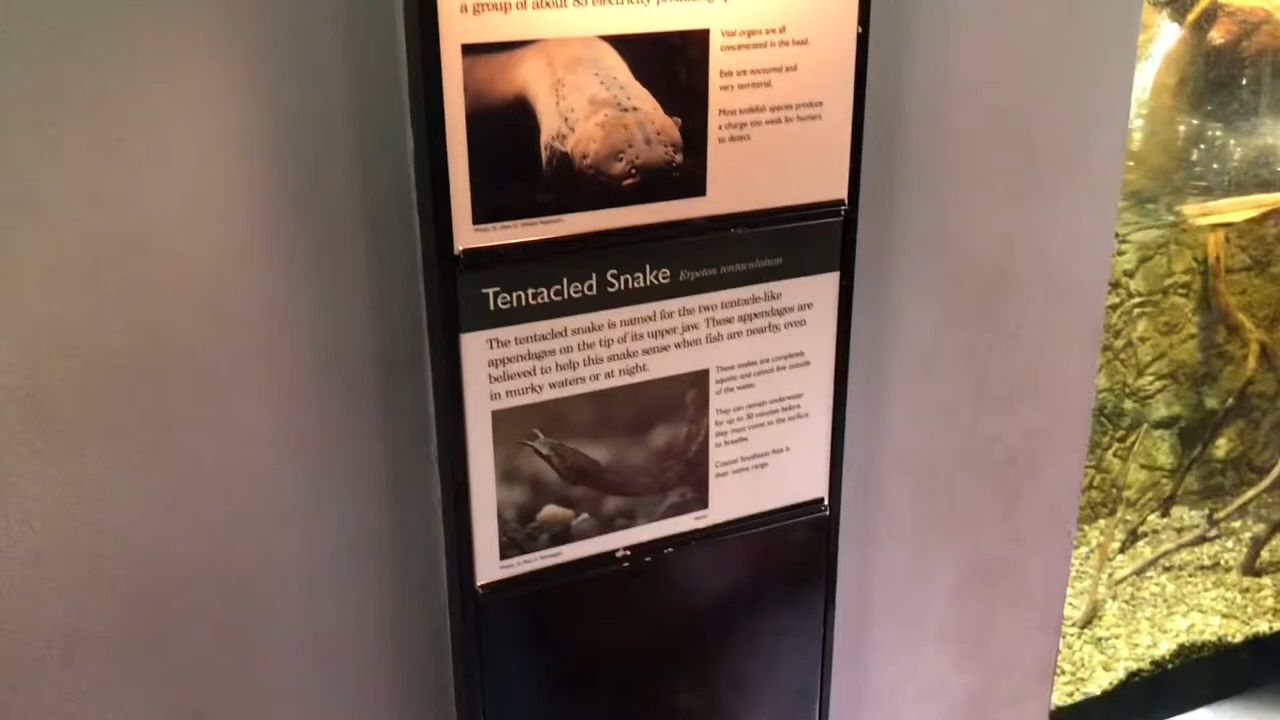 a group of about 80 electricity producing
Vital organs are all
concentrated in the head.
Eels are nocturnal and
very territorial.
Most knifefish species produce
a charge too weak for humans
to detect.
Tentacled Snake Erpeton tentaculatum
The tentacled snake is named for the two tentacle-like
appendages on the tip of its upper jaw. These appendages are
believed to help this snake sense when fish are nearby, even
in murky waters or at night.
These snakes are completely
aquatic and cannot live outside
of the water.
They can remain underwater
for up to 30 minutes before
they must come to the surface
to breathe.
Coastal Southeast Asia is
their native range.